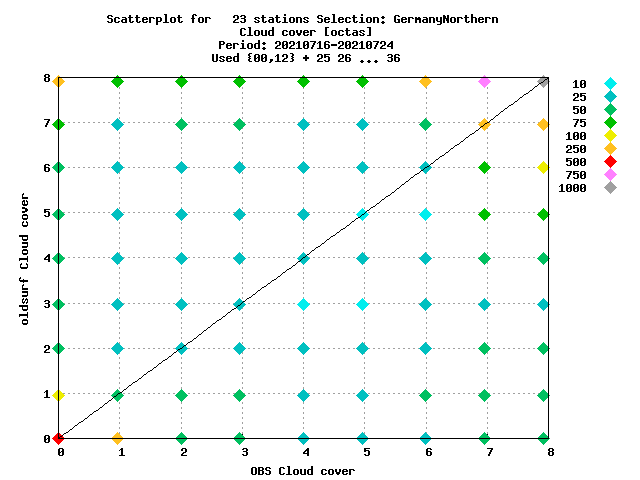 Scatterplot for   23 stations Selection: GermanyNorthern
Cloud cover [octas]
Period: 20210716-20210724
Used {00,12} + 25 26 ... 36
8
7
6
5
4
3
2
1
0
oldsurf Cloud cover
0 1 2 3 4 5 6 7 8
OBS Cloud cover
10
25
50
75
100
250
500
750
1000